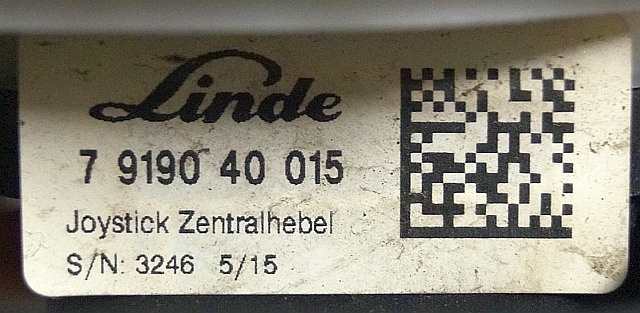 Linde
7 9190 40 015
Joystick Zentralhebel
S/N: 3246 5/15